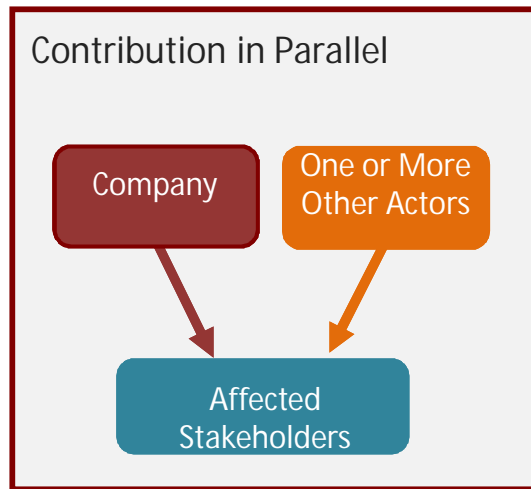 Contribution in Parallel
Company
One or More
Other Actors
Affected
Stakeholders